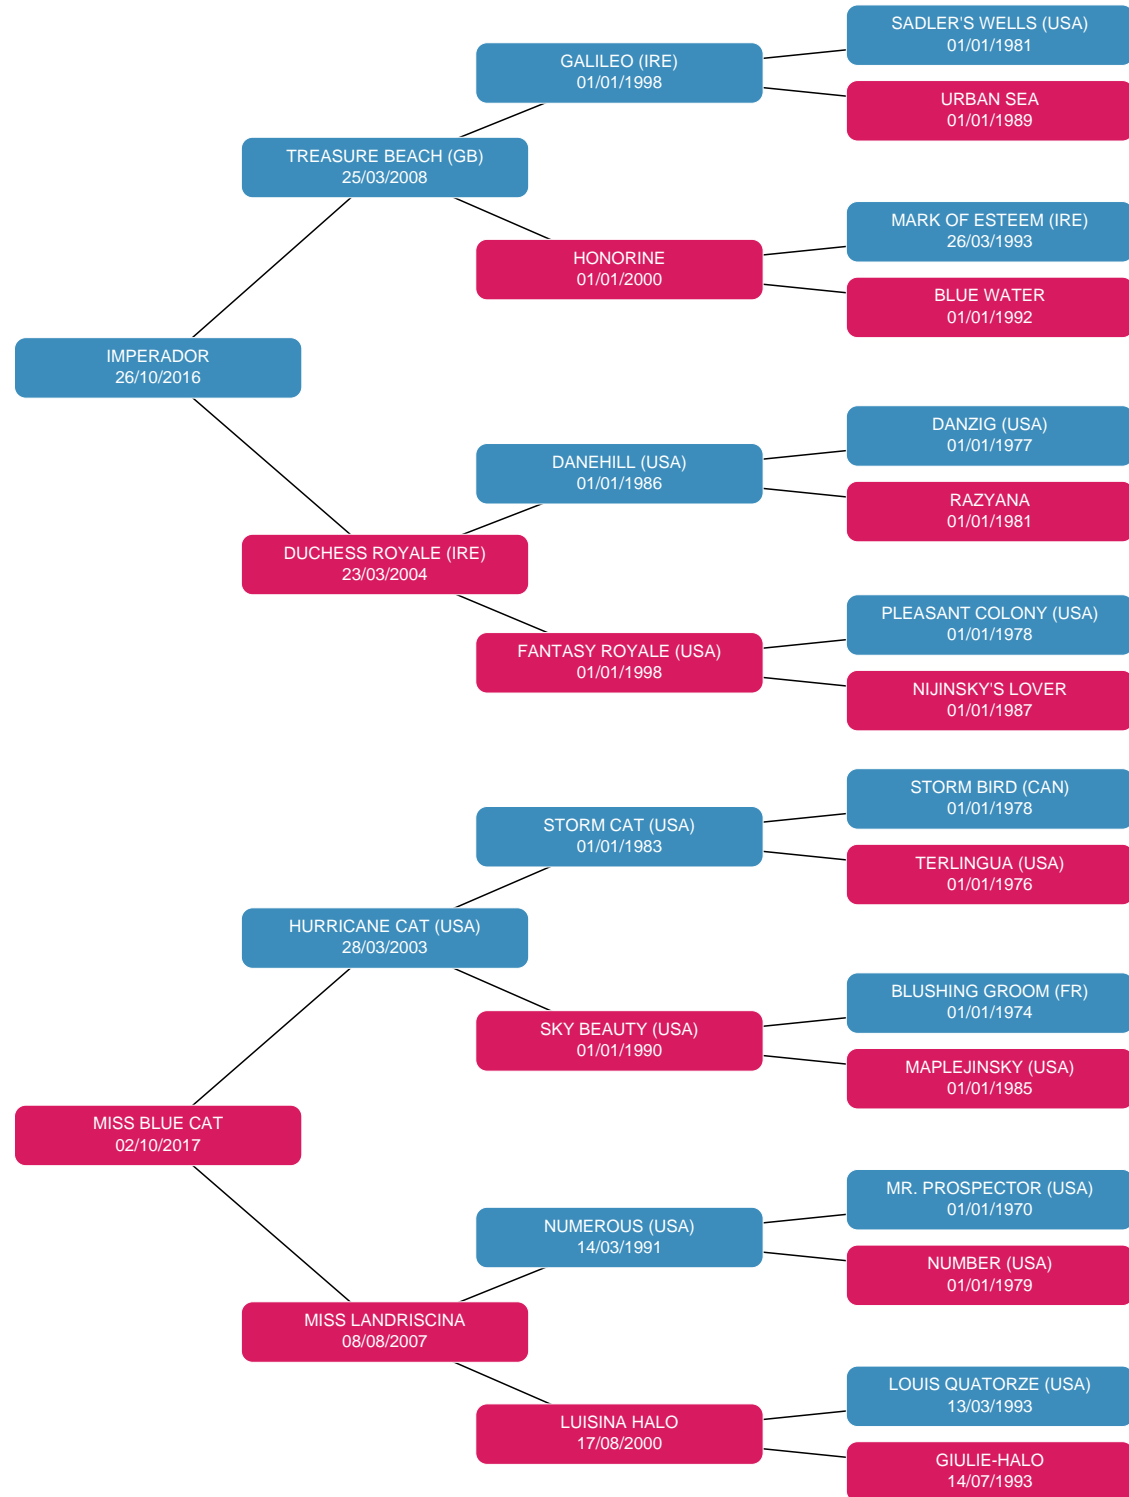 SADLER'S WELLS (USA)
01/01/1981
GALILEO (IRE)
01/01/1998
URBAN SEA
01/01/1989
TREASURE BEACH (GB)
25/03/2008
MARK OF ESTEEM (IRE)
26/03/1993
HONORINE
01/01/2000
BLUE WATER
01/01/1992
IMPERADOR
26/10/2016
DANZIG (USA)
01/01/1977
DANEHILL (USA)
01/01/1986
RAZYANA
01/01/1981
DUCHESS ROYALE (IRE)
23/03/2004
PLEASANT COLONY (USA)
01/01/1978
FANTASY ROYALE (USA)
01/01/1998
NIJINSKY'S LOVER
01/01/1987
STORM BIRD (CAN)
01/01/1978
STORM CAT (USA)
01/01/1983
TERLINGUA (USA)
01/01/1976
HURRICANE CAT (USA)
28/03/2003
BLUSHING GROOM (FR)
01/01/1974
SKY BEAUTY (USA)
01/01/1990
MAPLEJINSKY (USA)
01/01/1985
MISS BLUE CAT
02/10/2017
MR. PROSPECTOR (USA)
01/01/1970
NUMEROUS (USA)
14/03/1991
NUMBER (USA)
01/01/1979
MISS LANDRISCINA
08/08/2007
LOUIS QUATORZE (USA)
13/03/1993
LUISINA HALO
17/08/2000
GIULIE-HALO
14/07/1993